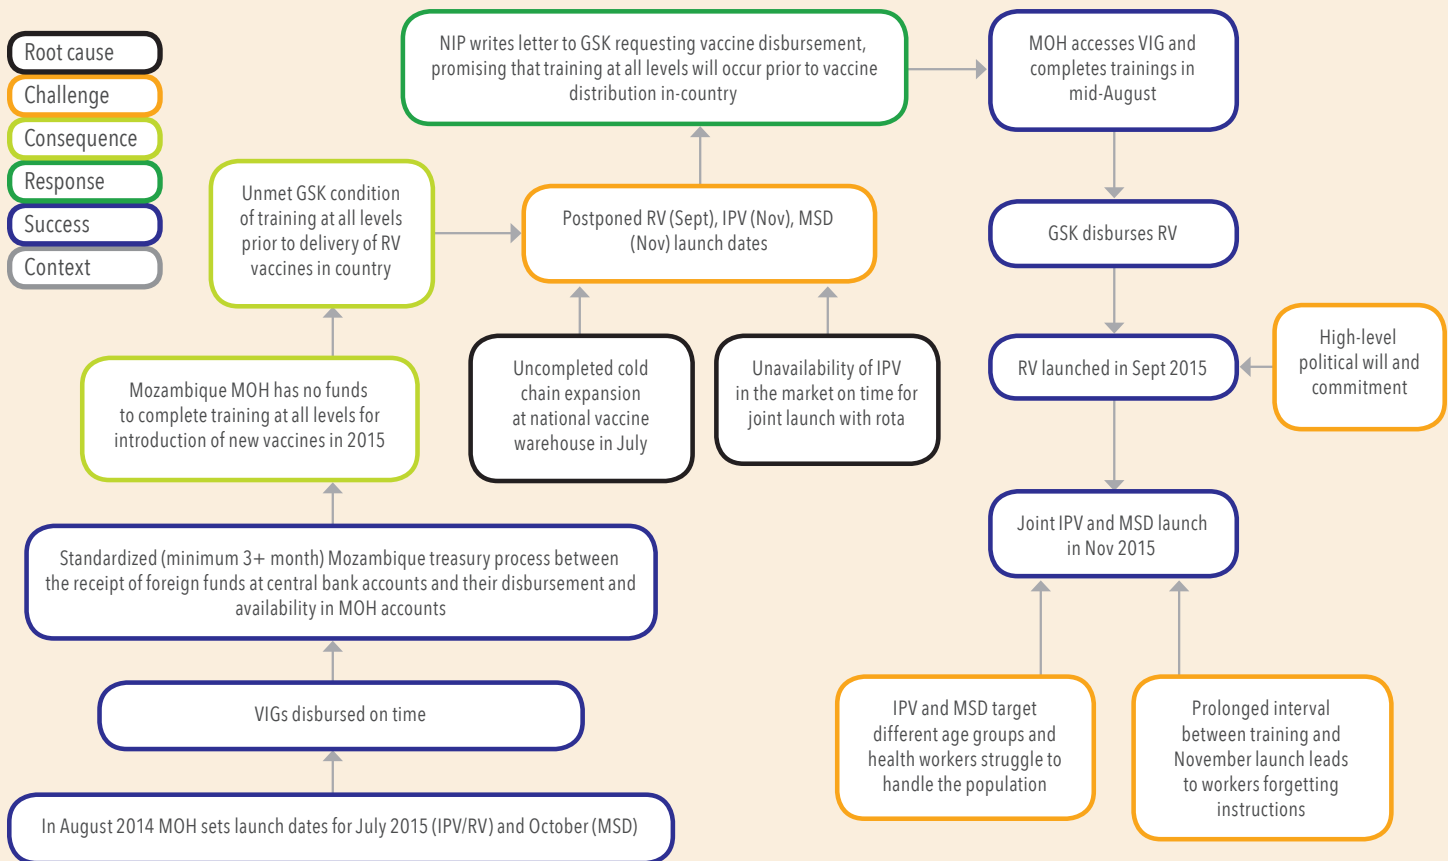 Root cause
Challenge
Consequence
Response
Success
Context
NIP writes letter to GSK requesting vaccine disbursement,
promising that training at all levels will occur prior to vaccine
distribution in-country
MOH accesses VIG and
completes trainings in
mid-August
Unmet GSK condition
of training at all levels
prior to delivery of RV
vaccines in country
Postponed RV (Sept), IPV (Nov), MSD
(Nov) launch dates
GSK disburses RV
Mozambique MOH has no funds
to complete training at all levels for
introduction of new vaccines in 2015
Uncompleted cold
chain expansion
at national vaccine
warehouse in July
Unavailability of IPV
in the market on time for
joint launch with rota
RV launched in Sept 2015
High-level
political will and
commitment
Standardized (minimum 3+ month) Mozambique treasury process between
the receipt of foreign funds at central bank accounts and their disbursement and
availability in MOH accounts
Joint IPV and MSD launch
in Nov 2015
VIGs disbursed on time
IPV and MSD target
different age groups and
health workers struggle to
handle the population
Prolonged interval
between training and
November launch leads
to workers forgetting
instructions
In August 2014 MOH sets launch dates for July 2015 (IPV/RV) and October (MSD)